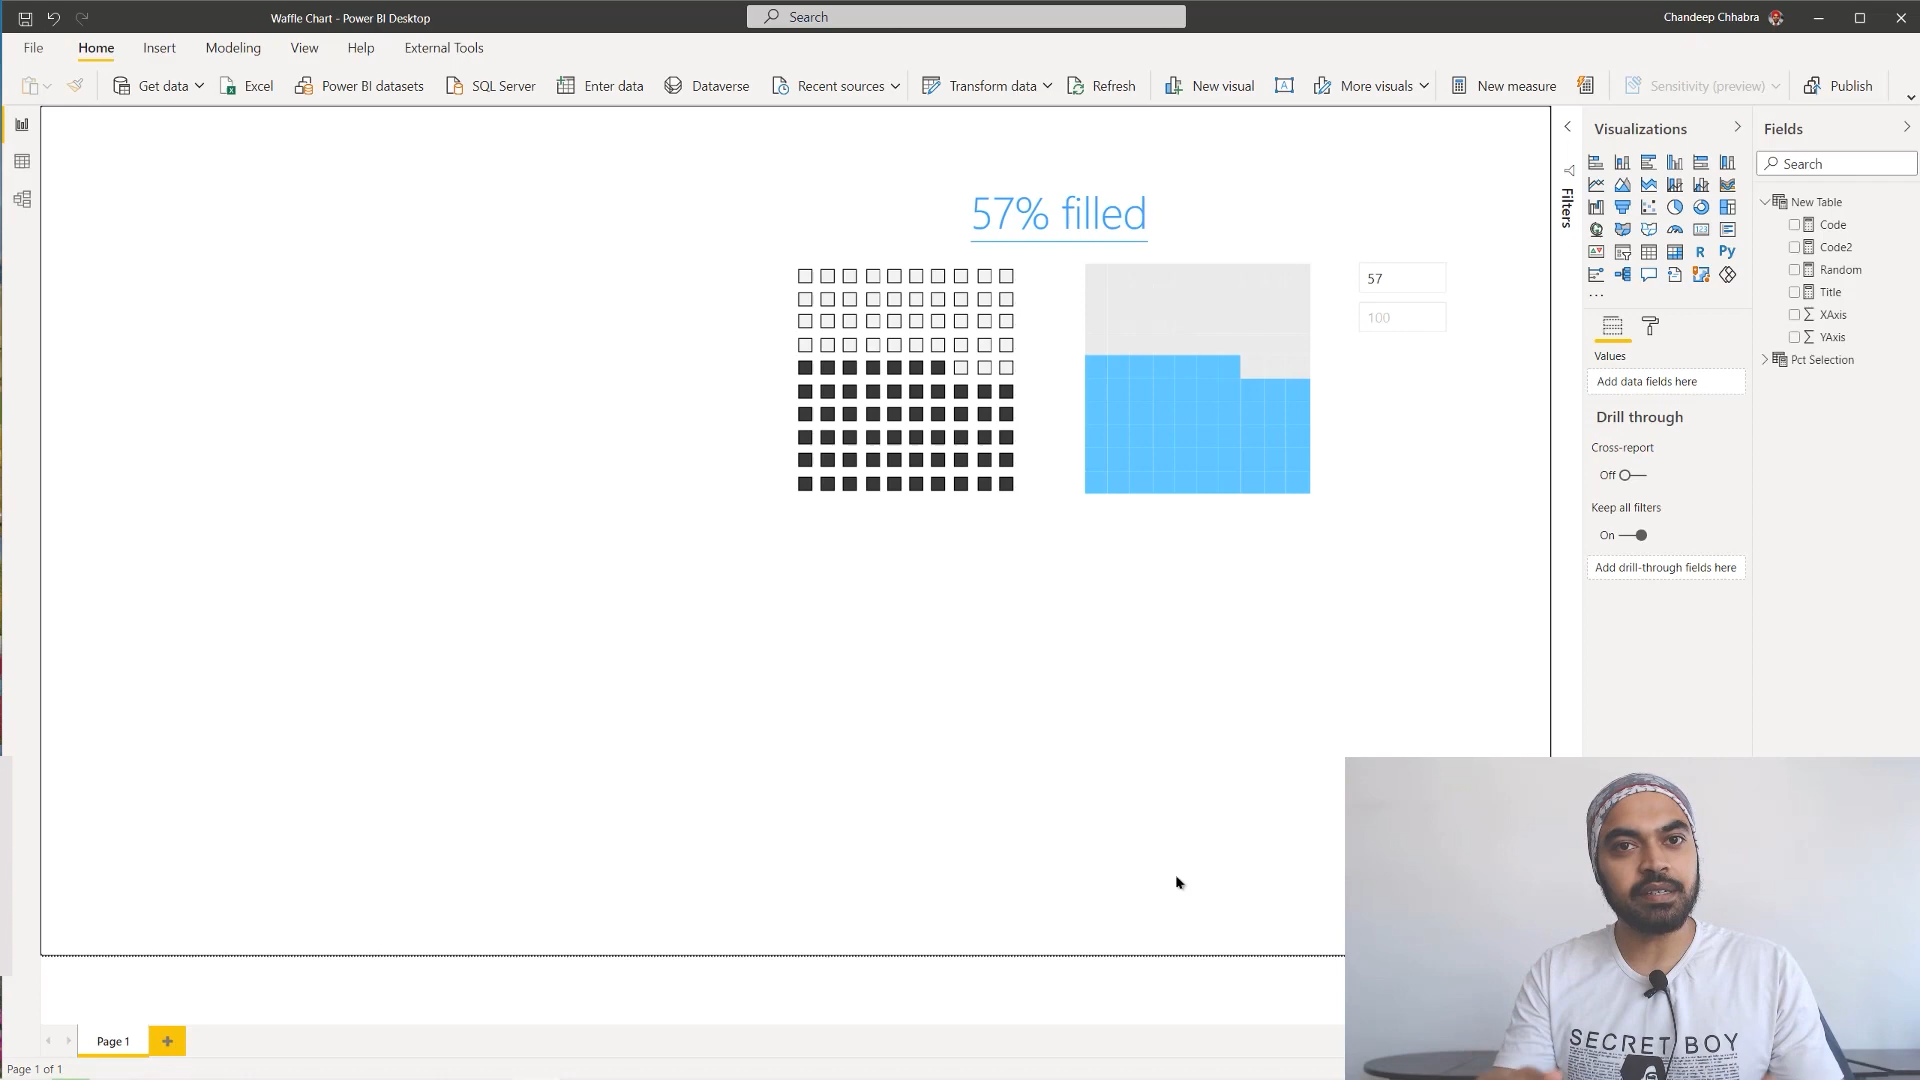 Waffle Chart - Power BI Desktop
Search
Chandeep Chhabra
File
Home
Insert
Modeling
View
Help
External Tools
Get data
Excel
Power BI datasets
SQL Server
Enter data
Dataverse
Recent sources
Transform data
Refresh
New visual
More visuals
New measure
Sensitivity (preview)
Publish
57% filled
57
100
Filters
Visualizations
R
Py
Values
Add data fields here
Drill through
Cross-report
Off
Keep all filters
On
Add drill-through fields here
Fields
Search
New Table
Code
Code2
Random
Title
XAxis
YAxis
Pct Selection
SECRET BOY
Page 1
Page 1 of 1